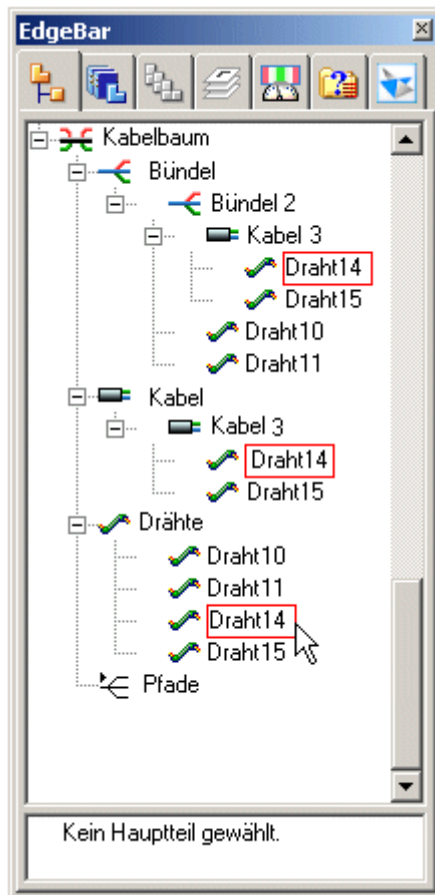 EdgeBar
Kabelbaum
Bündel
Bündel 2
Kabel 3
Draht14
Draht15
Draht10
Draht11
Kabel
Kabel 3
Draht14
Draht15
Drähte
Draht10
Draht11
Draht14
Draht15
Pfade
Kein Hauptteil gewählt.